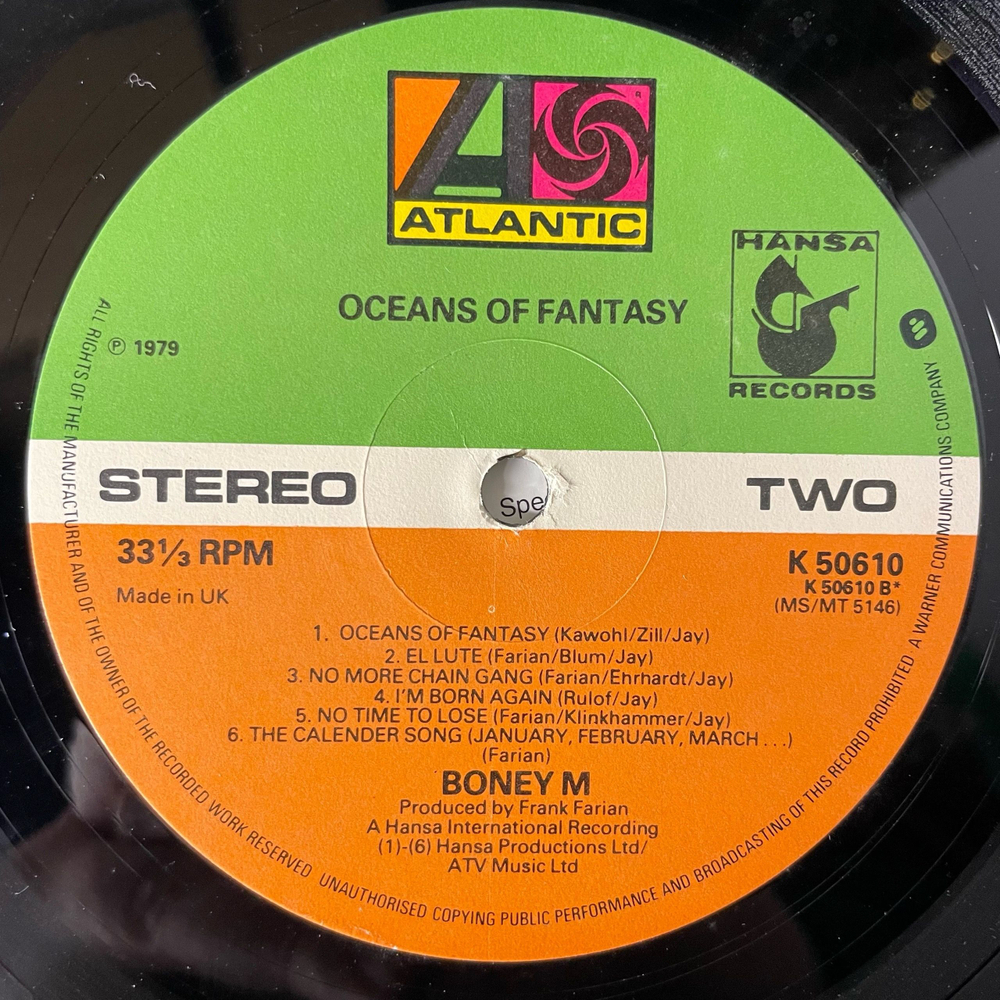 ATLANTIC
HANSA
RECORDS
OCEANS OF FANTASY
℗ 1979
STEREO
TWO
33⅓ RPM
Made in UK
K 50610
K 50610 B*
(MS/MT 5146)
Spe
1. OCEANS OF FANTASY (Kawohl/Zill/Jay)
2. EL LUTE (Farian/Blum/Jay)
3. NO MORE CHAIN GANG (Farian/Ehrhardt/Jay)
4. I'M BORN AGAIN (Rulof/Jay)
5. NO TIME TO LOSE (Farian/Klinkhammer/Jay)
6. THE CALENDER SONG (JANUARY, FEBRUARY, MARCH...)
(Farian)
BONEY M
Produced by Frank Farian
A Hansa International Recording
(1)-(6) Hansa Productions Ltd/
ATV Music Ltd
ALL RIGHTS OF THE MANUFACTURER AND OF THE OWNER OF THE RECORDED WORK RESERVED UNAUTHORISED COPYING PUBLIC PERFORMANCE AND BROADCASTING OF THIS RECORD PROHIBITED A WARNER COMMUNICATIONS COMPANY